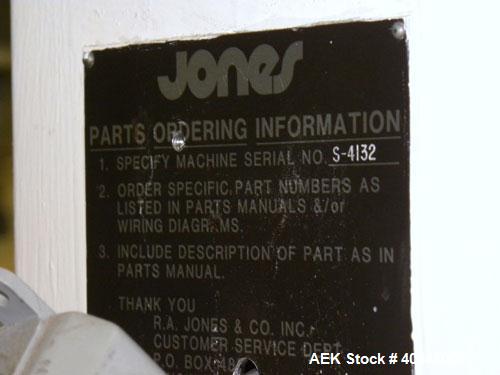 Jones
PARTS ORDERING INFORMATION
1. SPECIFY MACHINE SERIAL NO. S-4132
2. ORDER SPECIFIC PART NUMBERS AS
LISTED IN PARTS MANUALS &/or
WIRING DIAGRAMS.
3. INCLUDE DESCRIPTION OF PART AS IN
PARTS MANUAL.
THANK YOU
R.A. JONES & CO. INC.
CUSTOMER SERVICE DEPT.
P.O. BOX 48
AEK Stock #